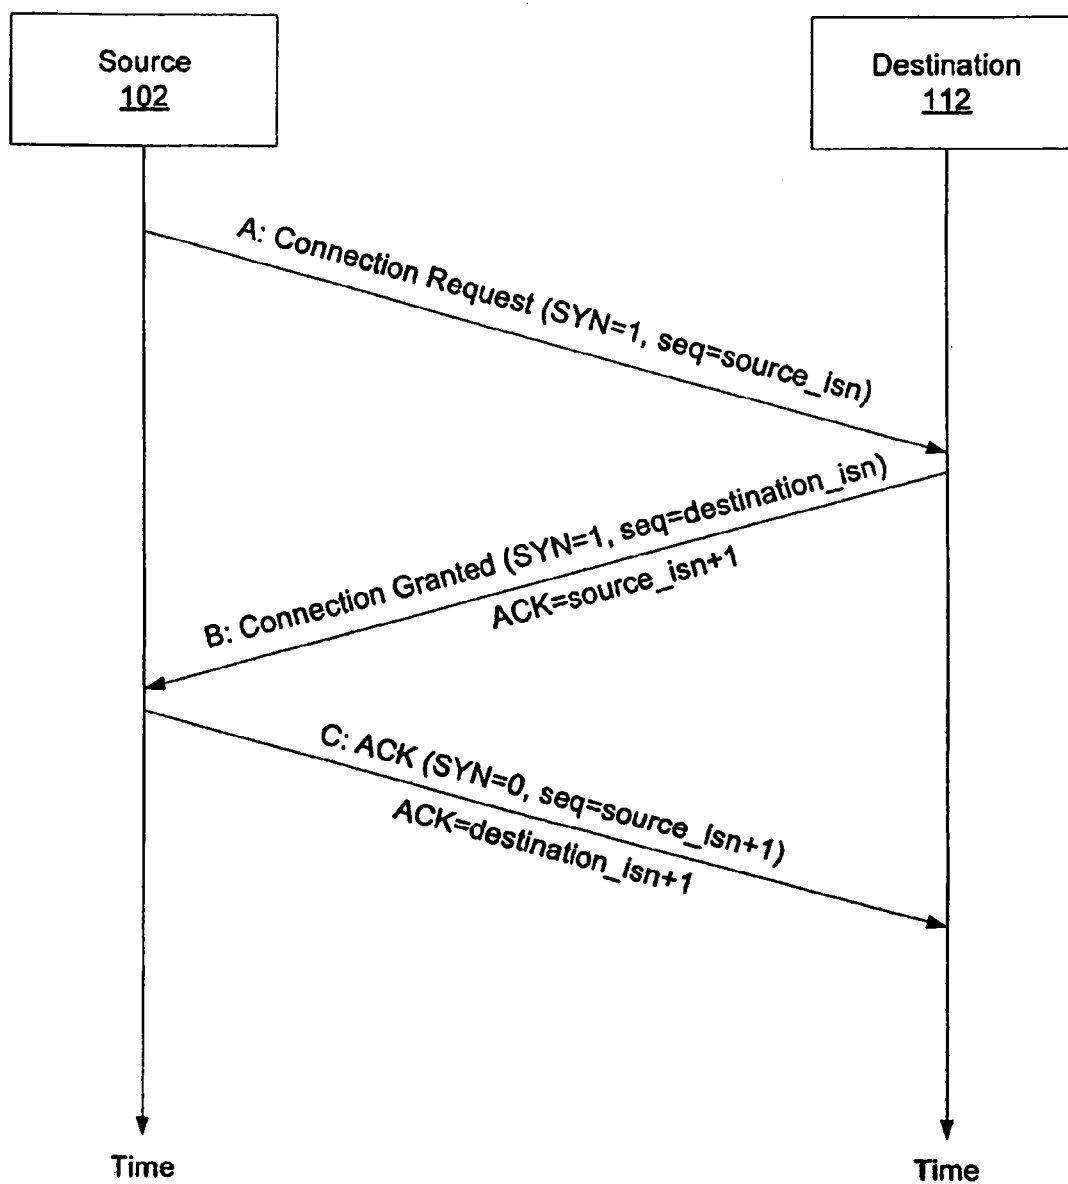 Source
102
Destination
112
A: Connection Request (SYN=1, seq=source_isn)
B: Connection Granted (SYN=1, seq=destination_isn)
ACK=source_isn+1
C: ACK (SYN=0, seq=source_isn+1)
ACK=destination_isn+1
Time
Time